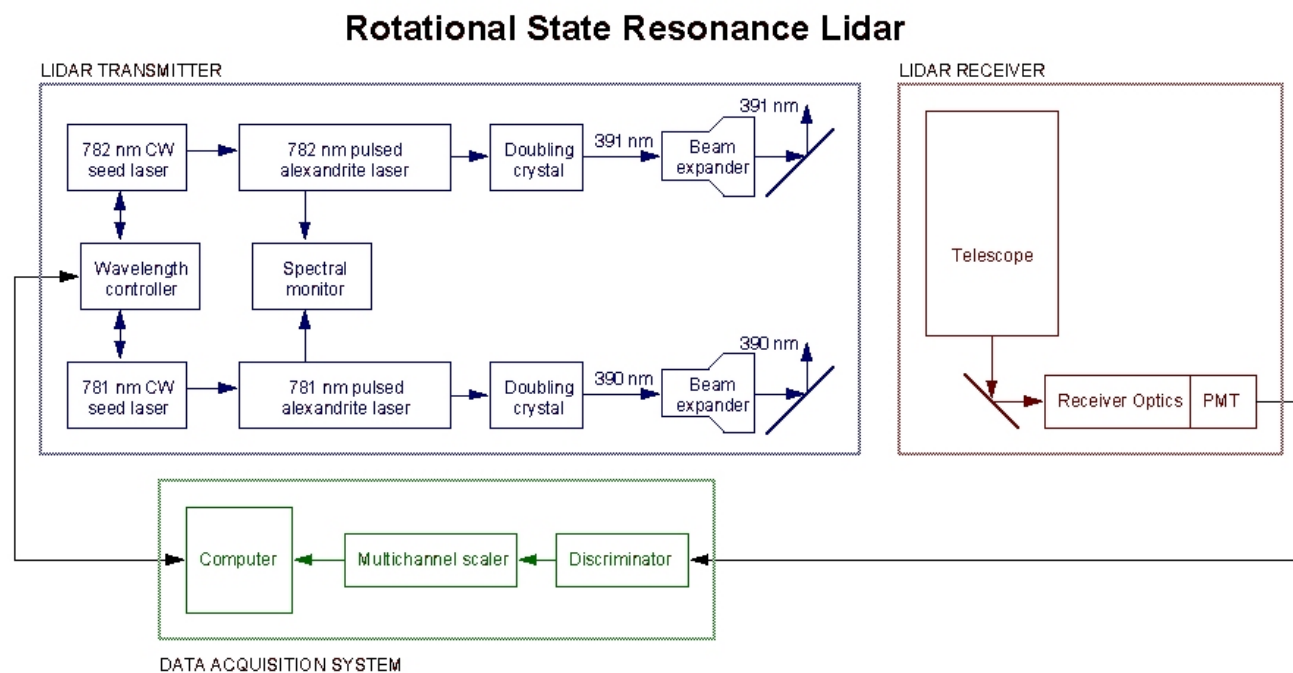 Rotational State Resonance Lidar
LIDAR TRANSMITTER
782 nm CW
seed laser
782 nm pulsed
alexandrite laser
Doubling
crystal
391 nm
Beam
expander
391 nm
Wavelength
controller
Spectral
monitor
781 nm CW
seed laser
781 nm pulsed
alexandrite laser
Doubling
crystal
390 nm
Beam
expander
390 nm
LIDAR RECEIVER
Telescope
Receiver Optics
PMT
Computer
Multichannel scaler
Discriminator
DATA ACQUISITION SYSTEM